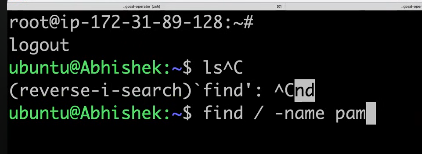 root@ip-172-31-89-128:~#
logout
ubuntu@Abhishek:~$ ls^C
(reverse-i-search)`find': ^Cnd
ubuntu@Abhishek:~$ find / -name pam